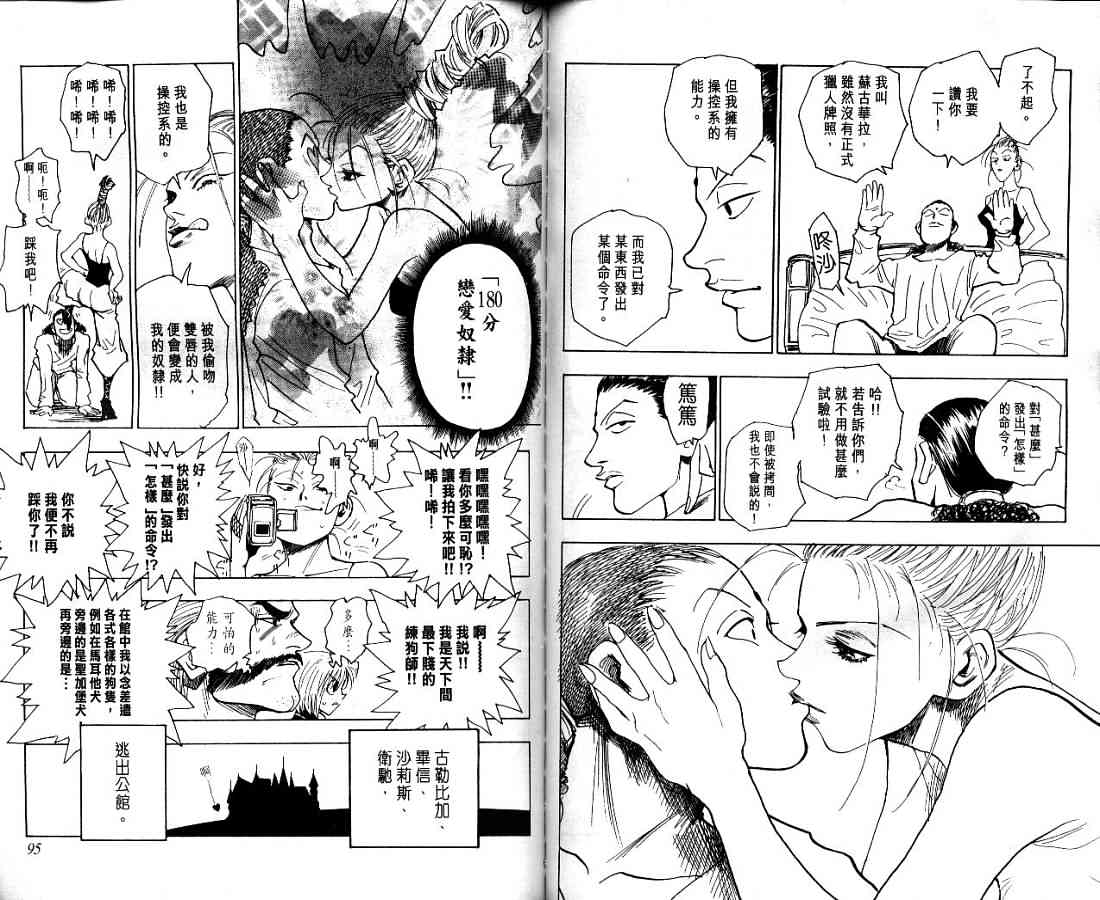 了不起。
我要
讚你
一下！
我叫
蘇古華拉，
雖然沒有正式
獵人牌照，
咚沙
但我擁有
操控系的
能力。
而我已對
某東西發出
某個命令了。
對「甚麼」
發出「怎樣」
的命令？
哈！！
若告訴你們
就不用做甚麼
試驗啦！
即使被拷問，
我也不會說的！
篤篤
「180分
戀愛奴隸」！！
我也是
操控系的。
被我偷吻
雙唇的人，
便會變成
我的奴隸！！
唏！唏！
唏！唏！
唏！唏！
呃！呃！
啊——
踩我吧！
嘿嘿嘿嘿！
看你多麼可恥！？
讓我拍下來吧！！
唏！唏！
啊
啊
好，
快說你對
「甚麼」發出
「怎樣」的命令！？
你不說
我便不再
踩你了！！
啊——
我說！！
我是天下間
最下賤的
練狗師！！
多麼…
可怕的
能力…
在館中我以念差遣
各式各樣的狗隻，
例如在馬耳他犬
旁邊的是聖加堡犬
再旁邊的是…
古勒比加、
畢信、
沙莉斯、
衛馳、
啊
逃出公館。
95